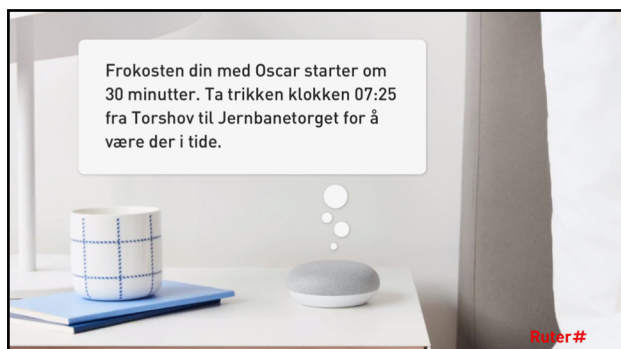 Frokosten din med Oscar starter om
30 minutter. Ta trikken klokken 07:25
fra Torshov til Jernbanetorget for å
være der i tide.
Ruter#